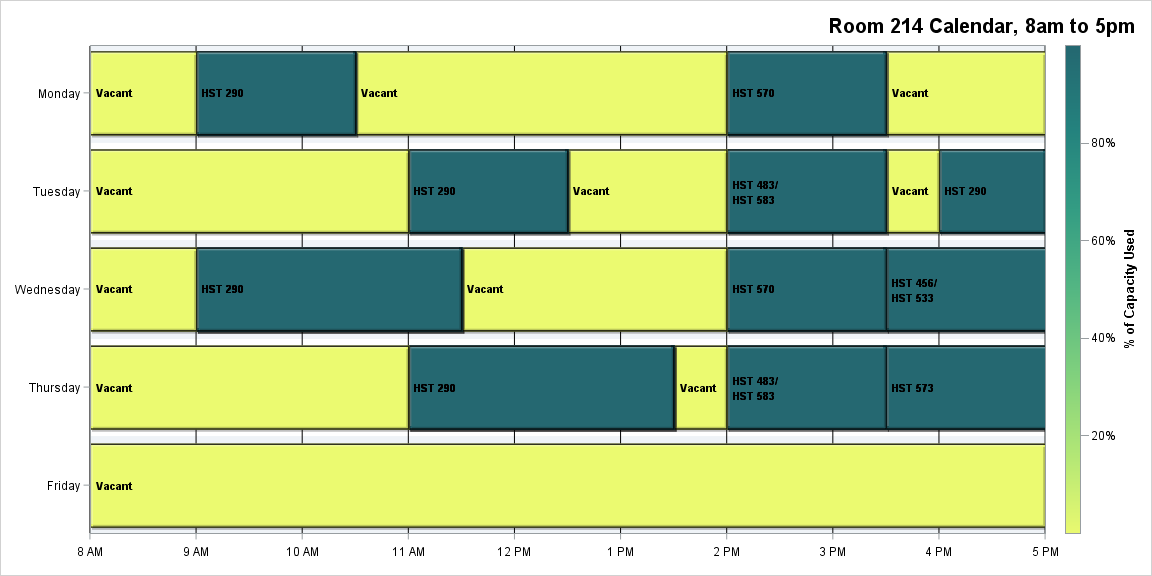 Room 214 Calendar, 8am to 5pm
Monday
Vacant
HST 290
Vacant
HST 570
Vacant
Tuesday
Vacant
HST 290
Vacant
HST 483/
HST 583
Vacant
HST 290
Wednesday
Vacant
HST 290
Vacant
HST 570
HST 456/
HST 533
Thursday
Vacant
HST 290
Vacant
HST 483/
HST 583
HST 573
Friday
Vacant
8 AM
9 AM
10 AM
11 AM
12 PM
1 PM
2 PM
3 PM
4 PM
5 PM
80%
60%
40%
20%
% of Capacity Used